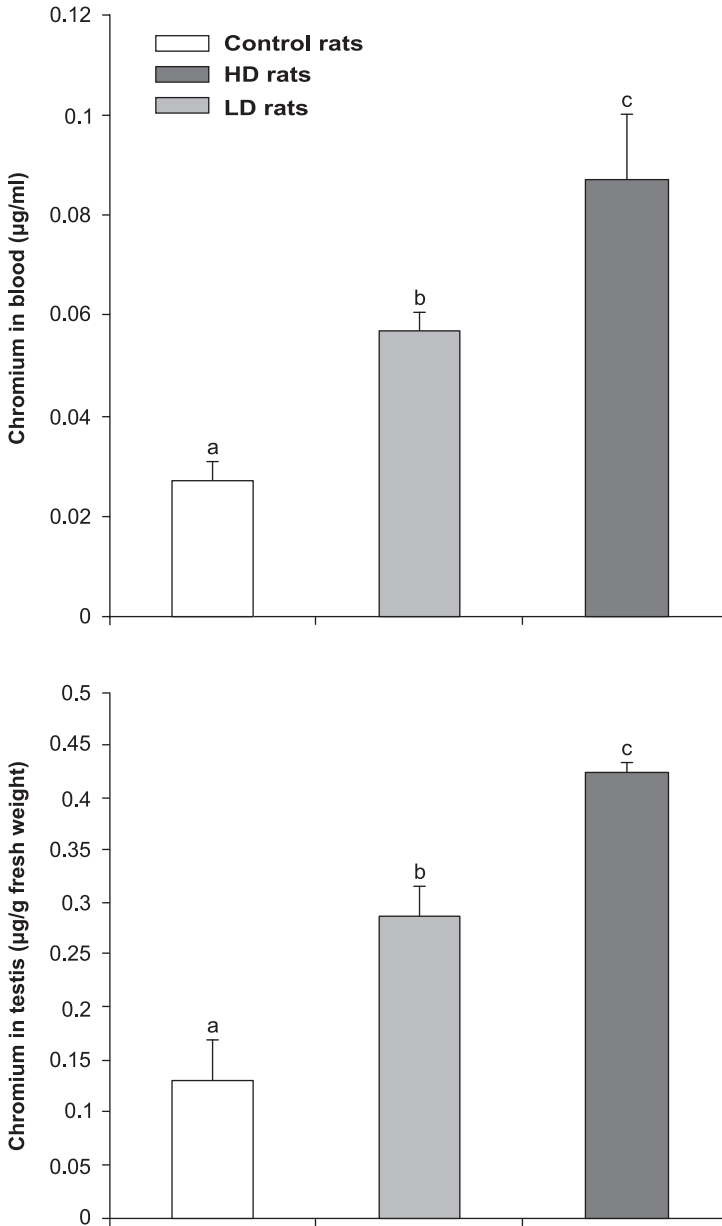 0.12
Control rats
HD rats
LD rats
0.1
0.08
0.06
0.04
0.02
0
Chromium in blood (µg/ml)
a
b
c
0.5
0.45
0.4
0.35
0.3
0.25
0.2
0.15
0.1
0.05
0
Chromium in testis (µg/g fresh weight)
a
b
c